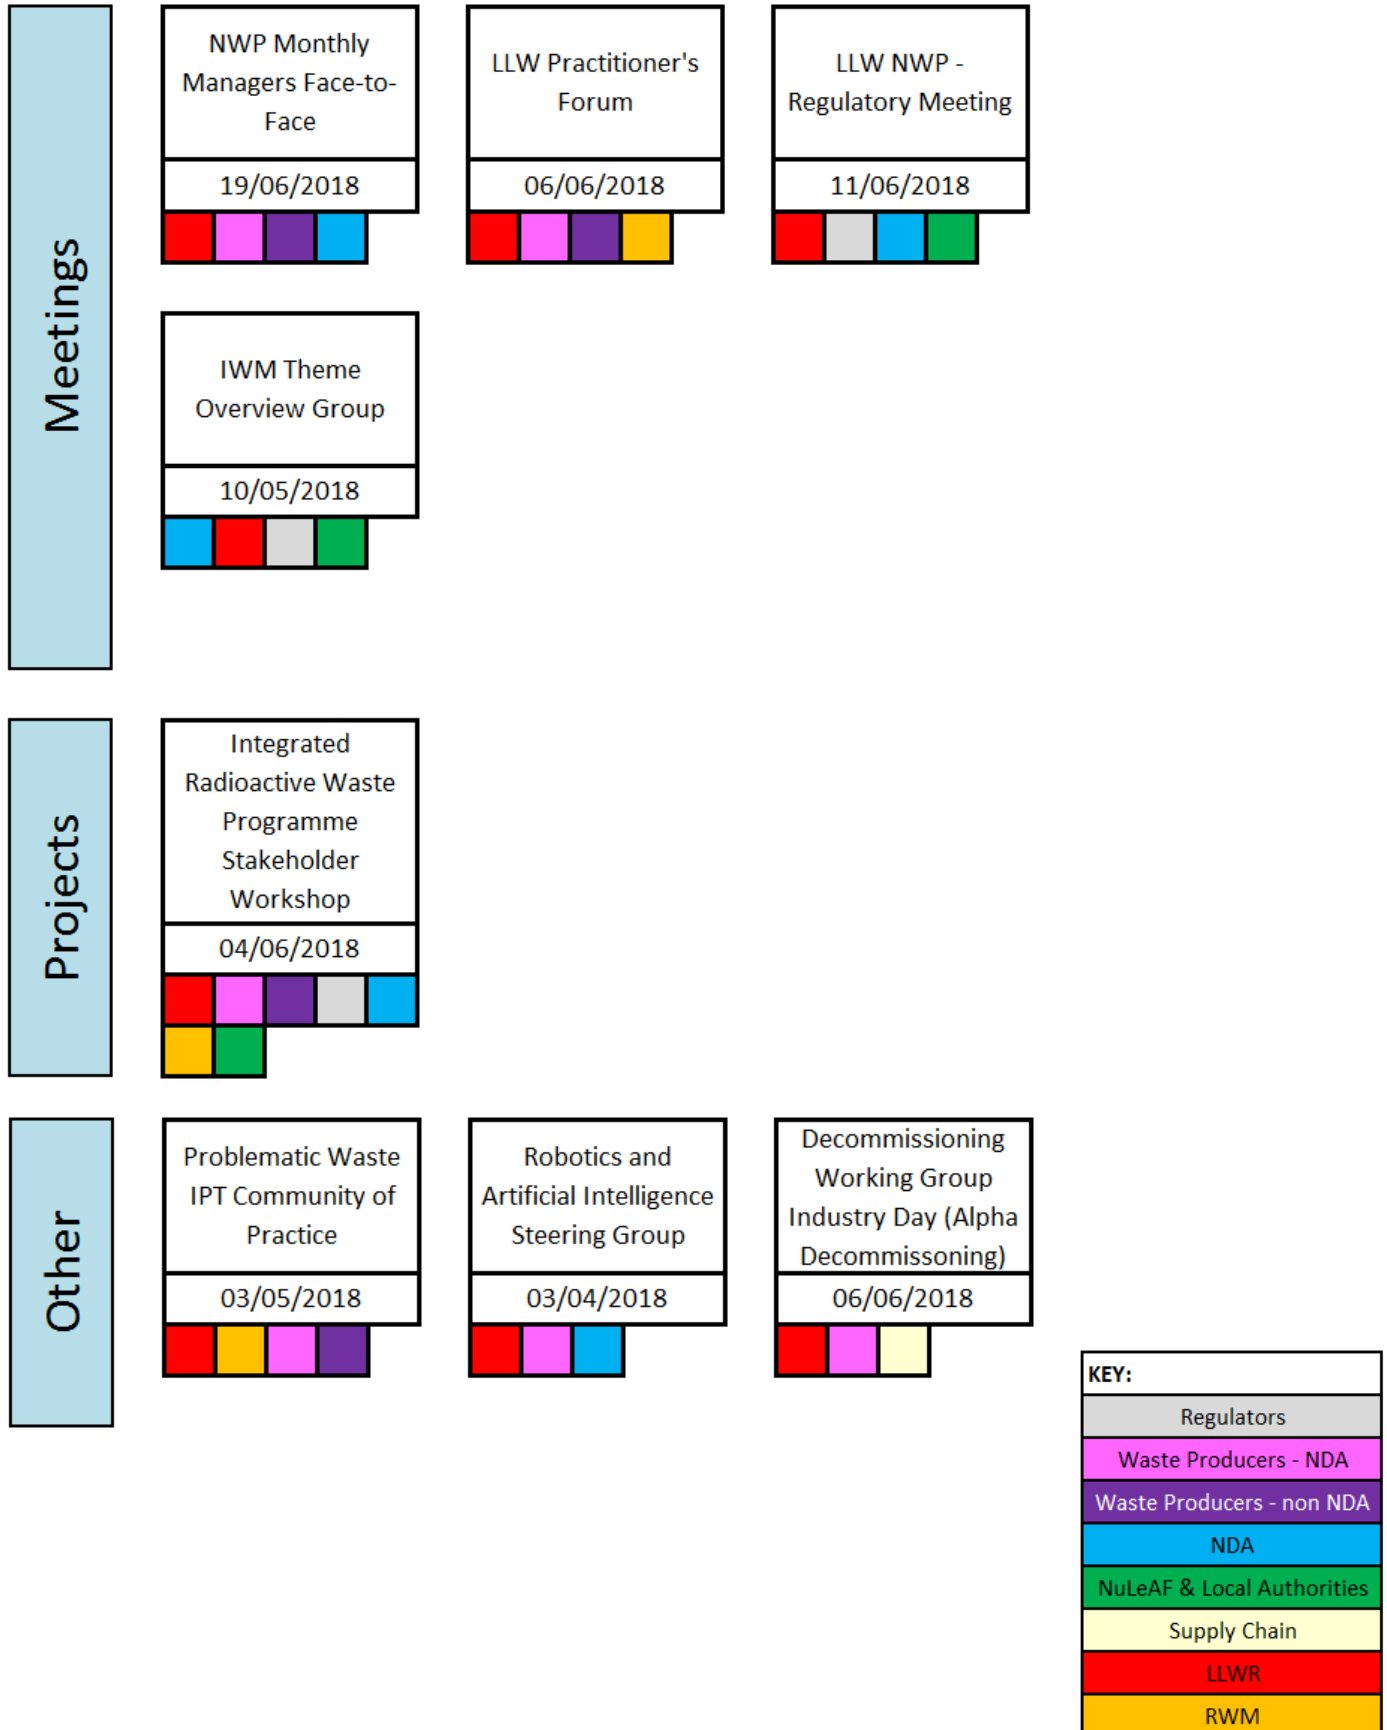 Meetings
NWP Monthly
Managers Face-to-
Face
19/06/2018
LLW Practitioner's
Forum
06/06/2018
LLW NWP -
Regulatory Meeting
11/06/2018
IWM Theme
Overview Group
10/05/2018
Projects
Integrated
Radioactive Waste
Programme
Stakeholder
Workshop
04/06/2018
Other
Problematic Waste
IPT Community of
Practice
03/05/2018
Robotics and
Artificial Intelligence
Steering Group
03/04/2018
Decommissioning
Working Group
Industry Day (Alpha
Decommissoning)
06/06/2018
KEY:
Regulators
Waste Producers - NDA
Waste Producers - non NDA
NDA
NuLeAF & Local Authorities
Supply Chain
LLWR
RWM